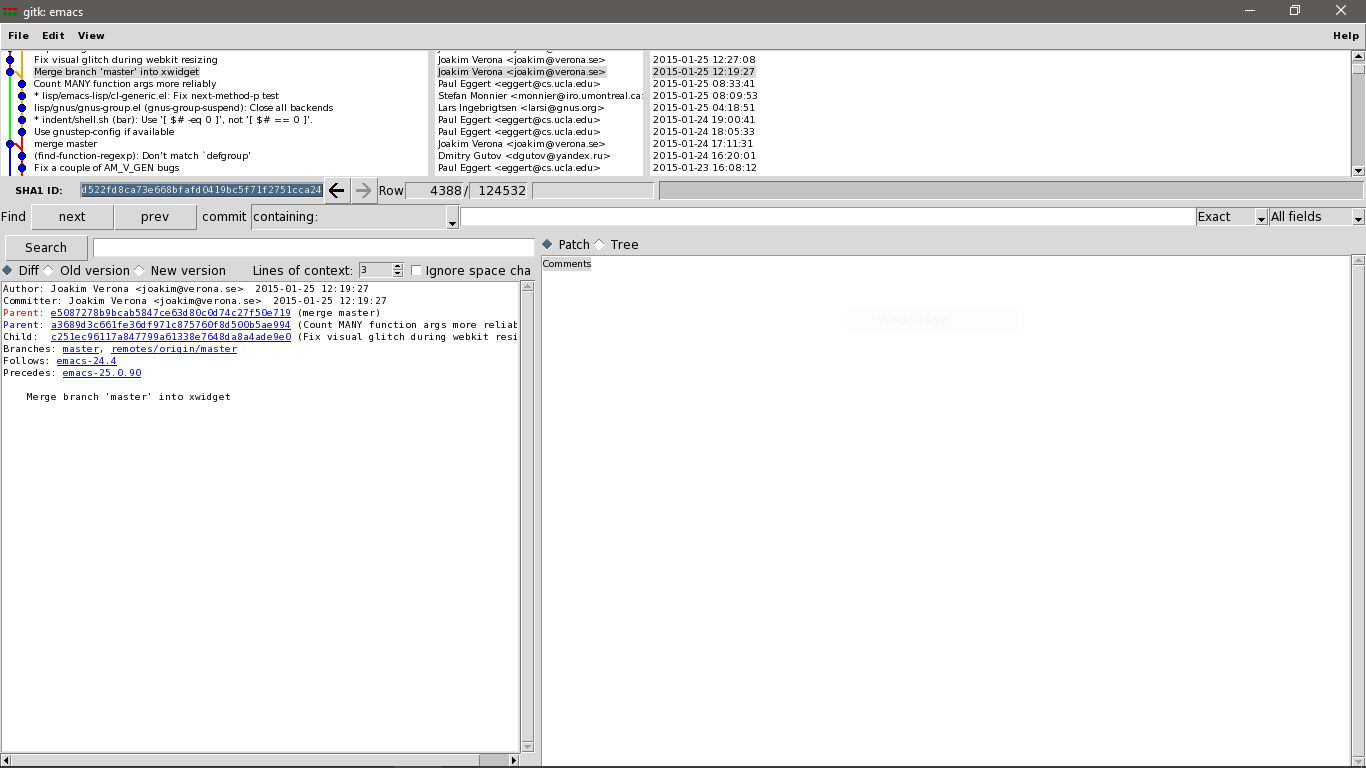 gitk: emacs
File Edit View Help
Fix visual glitch during webkit resizing Joakim Verona <joakim@verona.se> 2015-01-25 12:27:08
Merge branch 'master' into xwidget Joakim Verona <joakim@verona.se> 2015-01-25 12:19:27
Count MANY function args more reliably Paul Eggert <eggert@cs.ucla.edu> 2015-01-25 08:33:41
* lisp/emacs-lisp/cl-generic.el: Fix next-method-p test Stefan Monnier <monnier@iro.umontreal.ca> 2015-01-25 08:09:53
lisp/gnus/gnus-group.el (gnus-group-suspend): Close all backends Lars Ingebrigtsen <larsi@gnus.org> 2015-01-25 04:18:51
* indent/shell.sh (bar): Use '[ $# -eq 0 ]', not '[ $# == 0 ]'. Paul Eggert <eggert@cs.ucla.edu> 2015-01-24 19:00:41
Use gnustep-config if available Paul Eggert <eggert@cs.ucla.edu> 2015-01-24 18:05:33
merge master Joakim Verona <joakim@verona.se> 2015-01-24 17:11:31
(find-function-regexp): Don't match `defgroup' Dmitry Gutov <dgutov@yandex.ru> 2015-01-24 16:20:01
Fix a couple of AM_V_GEN bugs Paul Eggert <eggert@cs.ucla.edu> 2015-01-23 16:08:12
SHA1 ID: d522fd8ca73e668bfafd0419bc5f71f2751cca24 Row 4388 / 124532
Find next prev commit containing: Exact All fields
Search
Patch Tree
Diff Old version New version Lines of context: 3 Ignore space cha
Comments
Author: Joakim Verona <joakim@verona.se>  2015-01-25 12:19:27
Committer: Joakim Verona <joakim@verona.se>  2015-01-25 12:19:27
Parent: e5087278b9bcab5847ce63d80c0d74c27f50e719 (merge master)
Parent: a3689d3c661fe36df971c875760f8d500b5ae994 (Count MANY function args more reliab
Child:  c251ec96117a847799a61338e7648da8a4ade9e0 (Fix visual glitch during webkit resi
Branches: master, remotes/origin/master
Follows: emacs-24.4
Precedes: emacs-25.0.90
Merge branch 'master' into xwidget